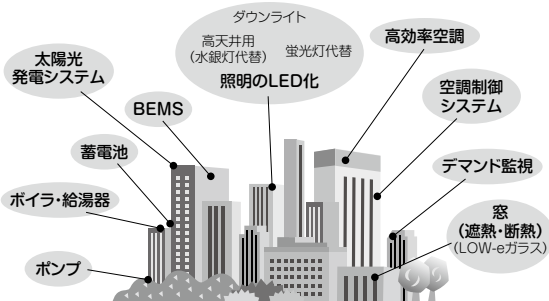 ダウンライト
高天井用
(水銀灯代替)
蛍光灯代替
照明のLED化
高効率空調
太陽光
発電システム
BEMS
空調制御
システム
蓄電池
デマンド監視
ボイラ・給湯器
窓
(遮熱・断熱)
(LOW-eガラス)
ポンプ